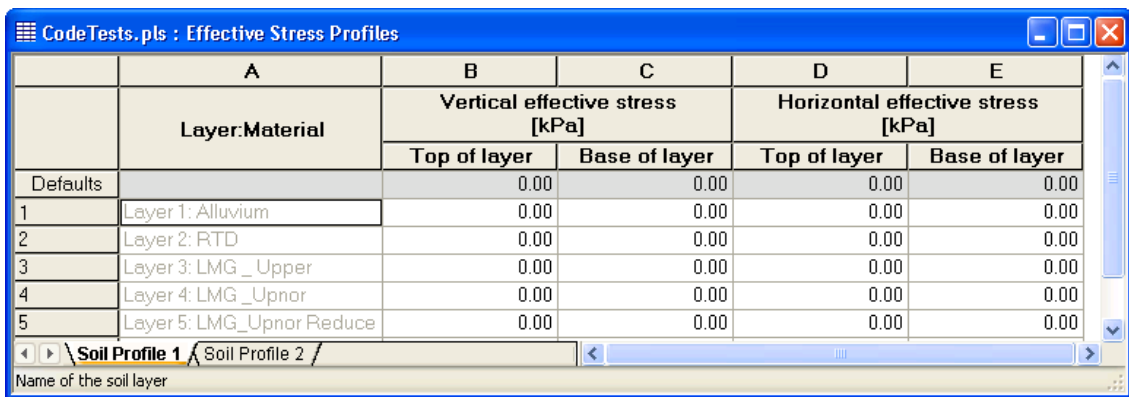 CodeTests.pls : Effective Stress Profiles
A B C D E
Layer:Material Vertical effective stress [kPa] Horizontal effective stress [kPa]
Top of layer Base of layer Top of layer Base of layer
Defaults 0.00 0.00 0.00 0.00
1 Layer 1: Alluvium 0.00 0.00 0.00 0.00
2 Layer 2: RTD 0.00 0.00 0.00 0.00
3 Layer 3: LMG _ Upper 0.00 0.00 0.00 0.00
4 Layer 4: LMG _Upnor 0.00 0.00 0.00 0.00
5 Layer 5: LMG_Upnor Reduce 0.00 0.00 0.00 0.00
Soil Profile 1 Soil Profile 2
Name of the soil layer